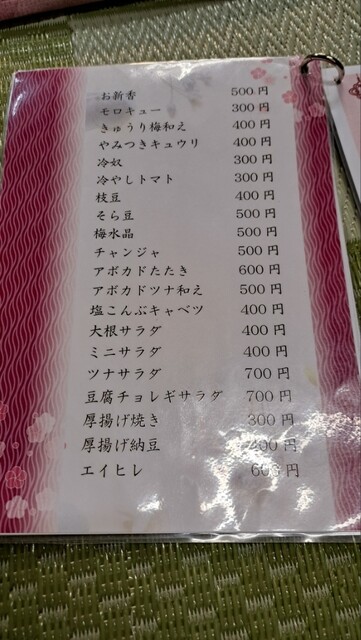 お新香 500円
モロキュー 300円
きゅうり梅和え 400円
やみつきキュウリ 400円
冷奴 300円
冷やしトマト 300円
枝豆 400円
そら豆 500円
梅水晶 500円
チャンジャ 500円
アボカドたたき 600円
アボカドツナ和え 500円
塩こんぶキャベツ 400円
大根サラダ 400円
ミニサラダ 400円
ツナサラダ 700円
豆腐チョレギサラダ 700円
厚揚げ焼き 300円
厚揚げ納豆 400円
エイヒレ 600円